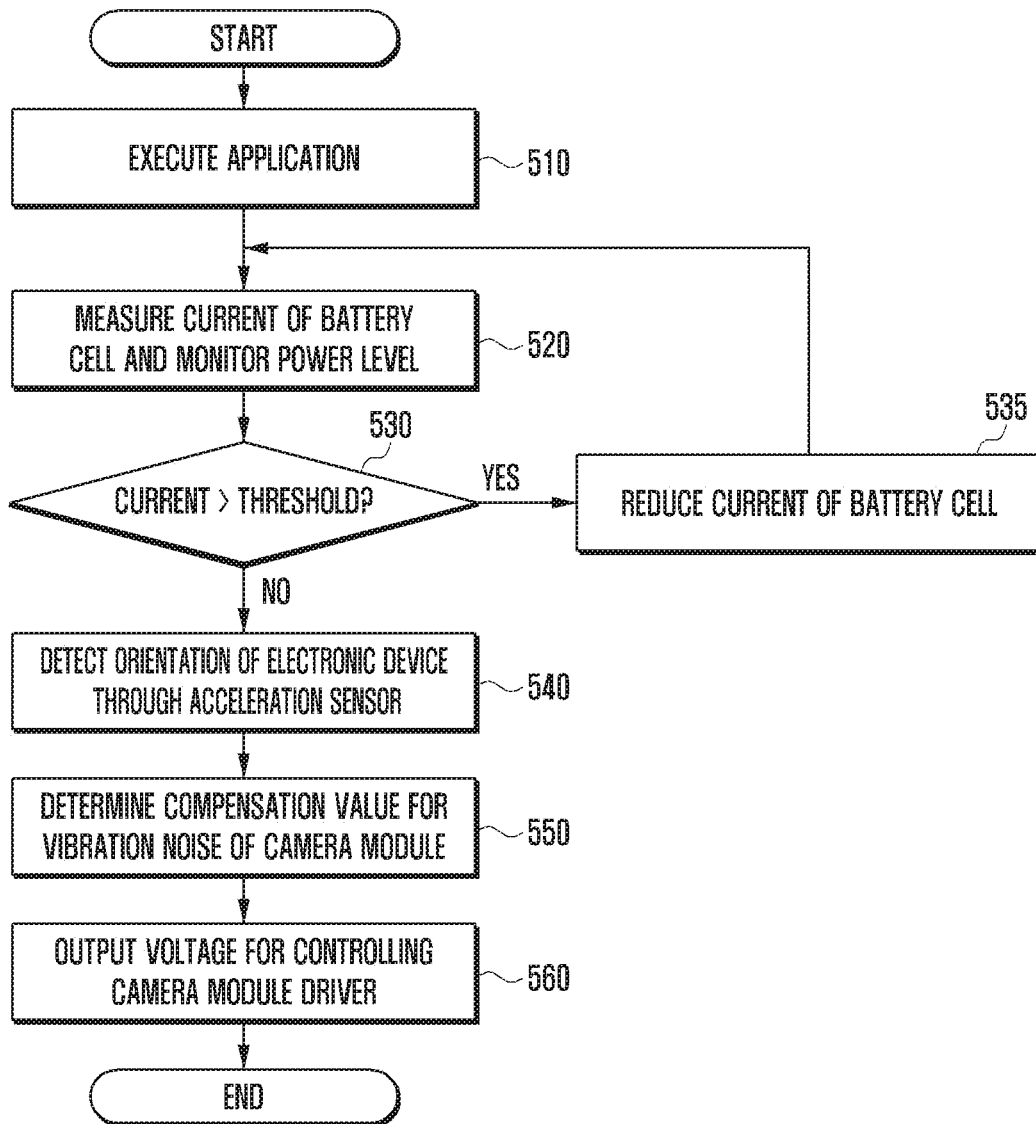 START
EXECUTE APPLICATION
510
MEASURE CURRENT OF BATTERY
CELL AND MONITOR POWER LEVEL
520
530
CURRENT > THRESHOLD?
YES
535
REDUCE CURRENT OF BATTERY CELL
NO
DETECT ORIENTATION OF ELECTRONIC DEVICE
THROUGH ACCELERATION SENSOR
540
DETERMINE COMPENSATION VALUE FOR
VIBRATION NOISE OF CAMERA MODULE
550
OUTPUT VOLTAGE FOR CONTROLLING
CAMERA MODULE DRIVER
560
END